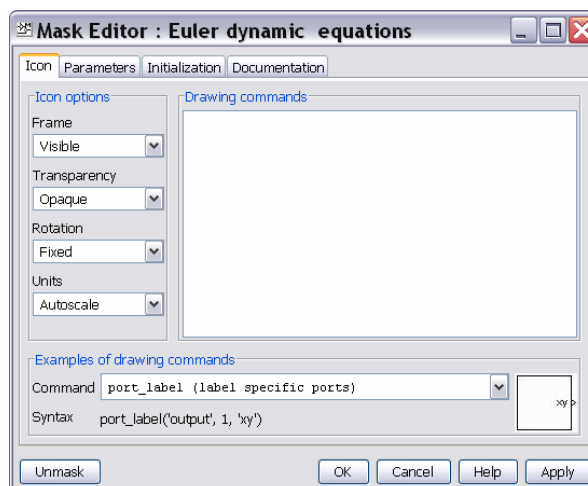 Mask Editor : Euler dynamic equations
Icon Parameters Initialization Documentation
Icon options
Drawing commands
Frame
Visible
Transparency
Opaque
Rotation
Fixed
Units
Autoscale
Examples of drawing commands
Command port_label (label specific ports)
xy>
Syntax port_label('output', 1, 'xy')
Unmask OK Cancel Help Apply